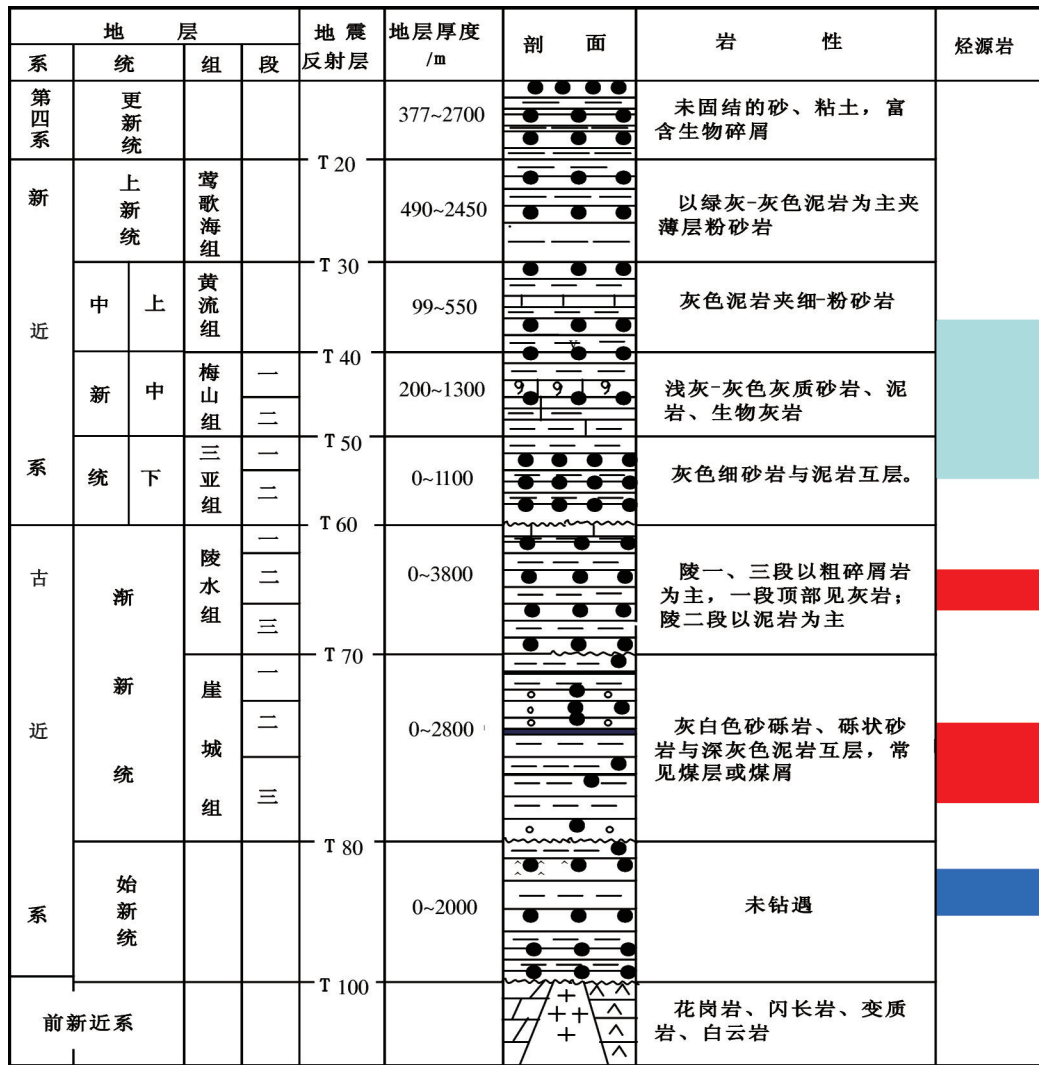 地 层
系 统 组 段
地 震
反射层
地层厚度
/m
剖 面
岩 性
烃源岩
第四系
更新统
377~2700
未固结的砂、粘土，富
含生物碎屑
T 20
新近系
上新统
莺歌海组
490~2450
以绿灰-灰色泥岩为主夹
薄层粉砂岩
T 30
中新统
上
黄流组
99~550
灰色泥岩夹细-粉砂岩
T 40
中
梅山组
一
二
200~1300
浅灰-灰色灰质砂岩、泥
岩、生物灰岩
T 50
下
三亚组
一
二
0~1100
灰色细砂岩与泥岩互层。
T 60
古近系
渐新统
陵水组
一
二
三
0~3800
陵一、三段以粗碎屑岩
为主，一段顶部见灰岩；
陵二段以泥岩为主
T 70
崖城组
一
二
三
0~2800
灰白色砂砾岩、砾状砂
岩与深灰色泥岩互层，常
见煤层或煤屑
T 80
始新统
0~2000
未钻遇
T 100
前新近系
花岗岩、闪长岩、变质
岩、白云岩